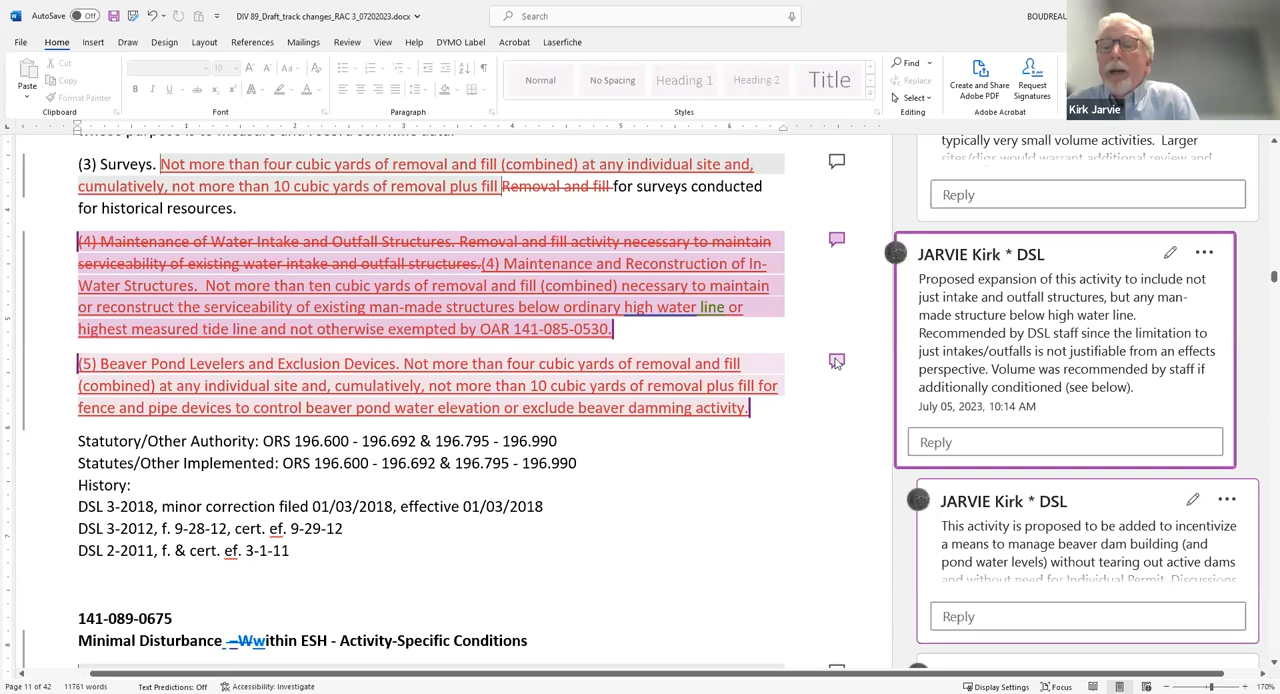 AutoSave Off DIV 89_Draft_track changes_RAC 3_07202023.docx Search BOUDREAU
File Home Insert Draw Design Layout References Mailings Review View Help DYMO Label Acrobat Laserfiche
Paste Cut Copy Format Painter
10
Normal No Spacing Heading 1 Heading 2 Title
Find Replace Select
Create and Share Adobe PDF
Request Signatures
Clipboard Font Paragraph Styles Editing Adobe Acrobat
Kirk Jarvie
(3) Surveys. Not more than four cubic yards of removal and fill (combined) at any individual site and,
cumulatively, not more than 10 cubic yards of removal plus fill Removal and fill for surveys conducted
for historical resources.
(4) Maintenance of Water Intake and Outfall Structures. Removal and fill activity necessary to maintain
serviceability of existing water intake and outfall structures.(4) Maintenance and Reconstruction of In-
Water Structures. Not more than ten cubic yards of removal and fill (combined) necessary to maintain
or reconstruct the serviceability of existing man-made structures below ordinary high water line or
highest measured tide line and not otherwise exempted by OAR 141-085-0530.
(5) Beaver Pond Levelers and Exclusion Devices. Not more than four cubic yards of removal and fill
(combined) at any individual site and, cumulatively, not more than 10 cubic yards of removal plus fill for
fence and pipe devices to control beaver pond water elevation or exclude beaver damming activity.
Statutory/Other Authority: ORS 196.600 - 196.692 & 196.795 - 196.990
Statutes/Other Implemented: ORS 196.600 - 196.692 & 196.795 - 196.990
History:
DSL 3-2018, minor correction filed 01/03/2018, effective 01/03/2018
DSL 3-2012, f. 9-28-12, cert. ef. 9-29-12
DSL 2-2011, f. & cert. ef. 3-1-11
141-089-0675
Minimal Disturbance –Wwithin ESH - Activity-Specific Conditions
typically very small volume activities. Larger
sites/digs would warrant additional review and
Reply
JARVIE Kirk * DSL
Proposed expansion of this activity to include not
just intake and outfall structures, but any man-
made structure below high water line.
Recommended by DSL staff since the limitation to
just intakes/outfalls is not justifiable from an effects
perspective. Volume was recommended by staff if
additionally conditioned (see below).
July 05, 2023, 10:14 AM
Reply
JARVIE Kirk * DSL
This activity is proposed to be added to incentivize
a means to manage beaver dam building (and
pond water levels) without tearing out active dams
and without need for Individual Permit. Discussions
Reply
Page 11 of 42 11761 words Text Predictions: Off Accessibility: Investigate Display Settings Focus 170%